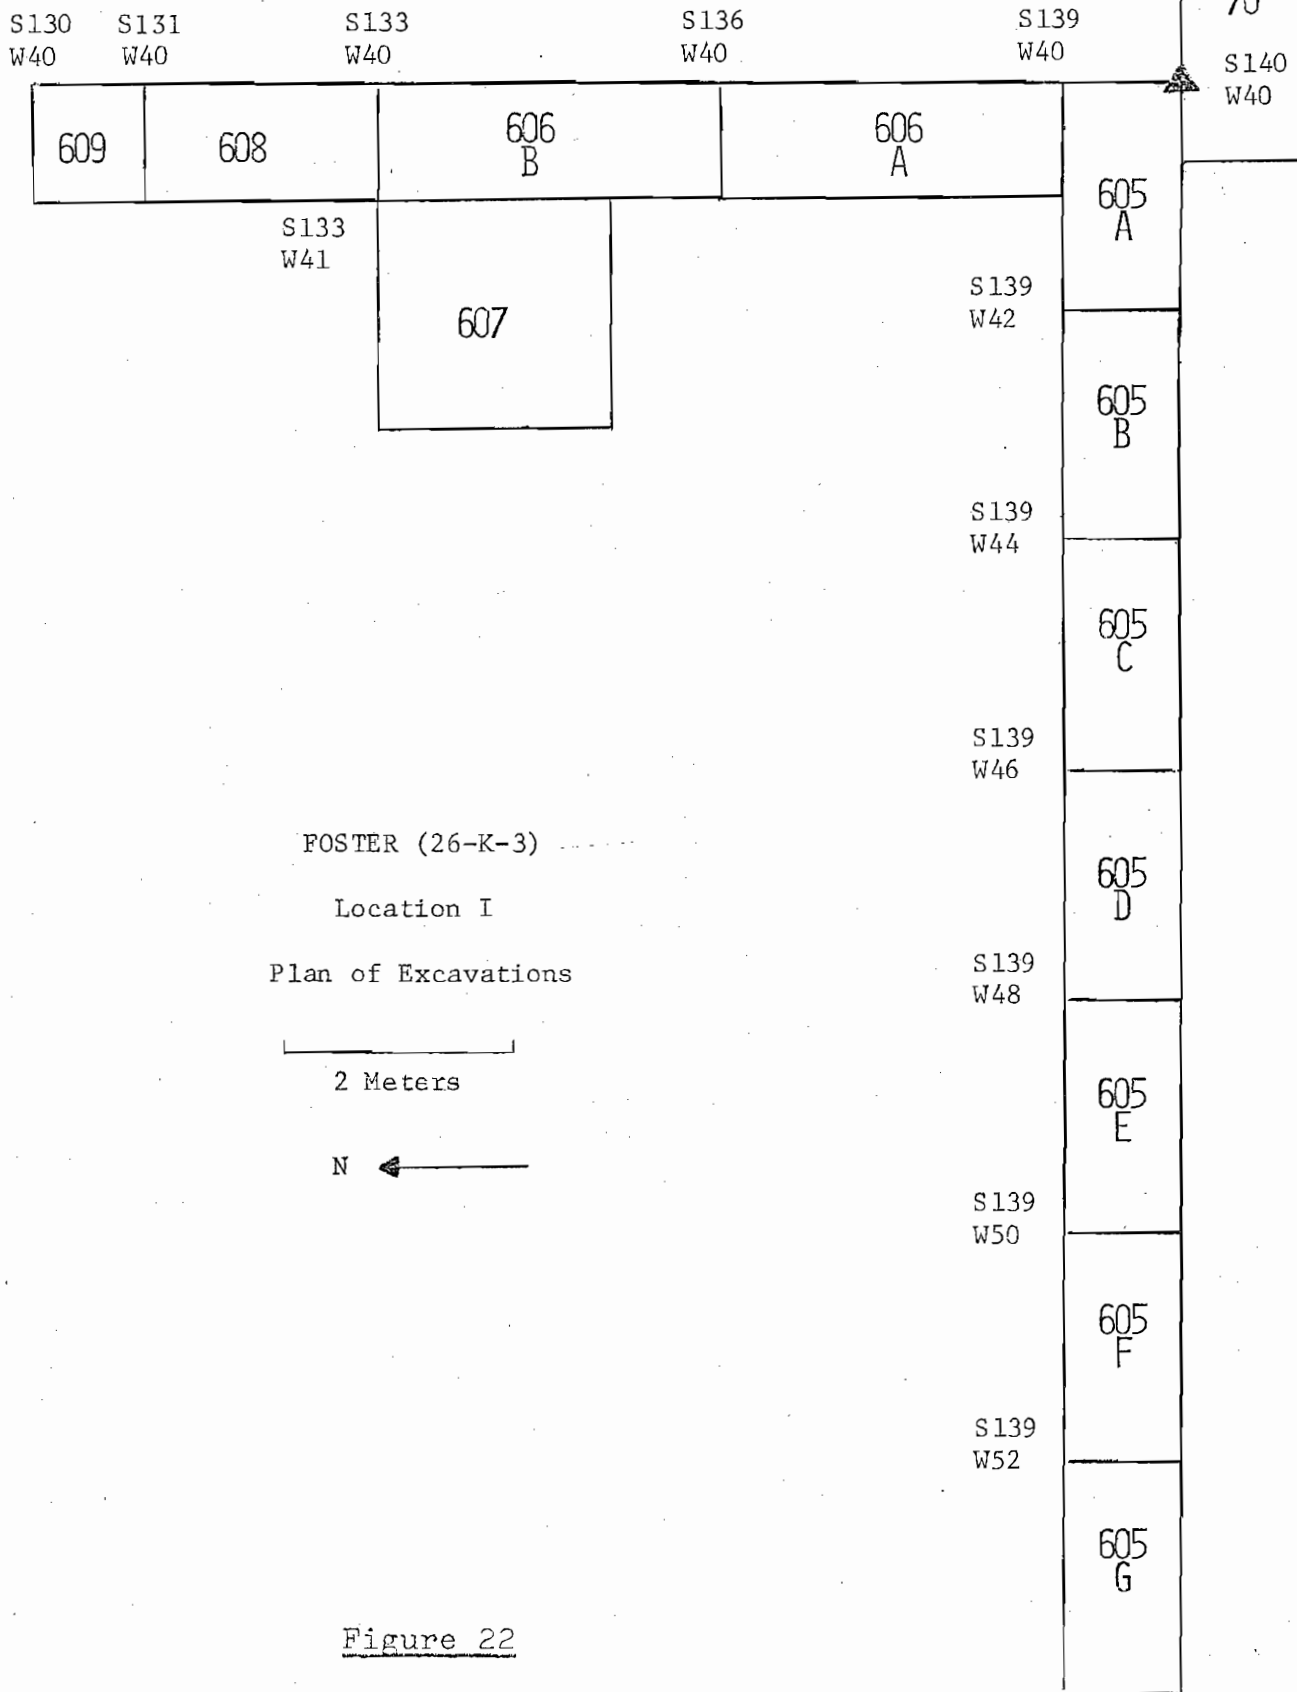 70
S130 S131 S133 S136 S139
W40 W40 W40 W40 W40
S140
W40
609 608 606 606
B A
605
A
S133
W41
607
S139
W42
605
B
S139
W44
605
C
S139
W46
FOSTER (26-K-3)
605
D
Location I
Plan of Excavations
S139
W48
2 Meters
605
E
N
S139
W50
605
F
S139
W52
605
G
Figure 22